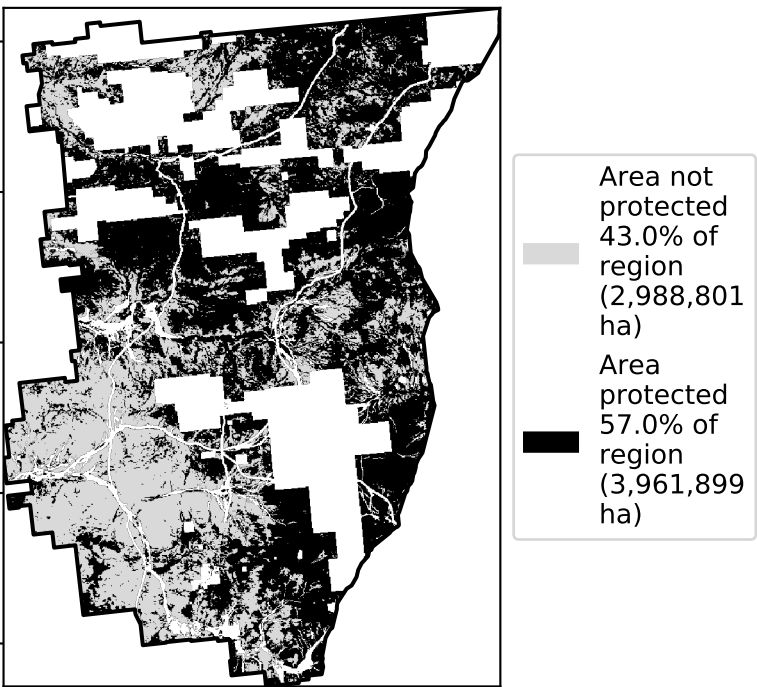 Area not
protected
43.0% of
region
(2,988,801
ha)
Area
protected
57.0% of
region
(3,961,899
ha)